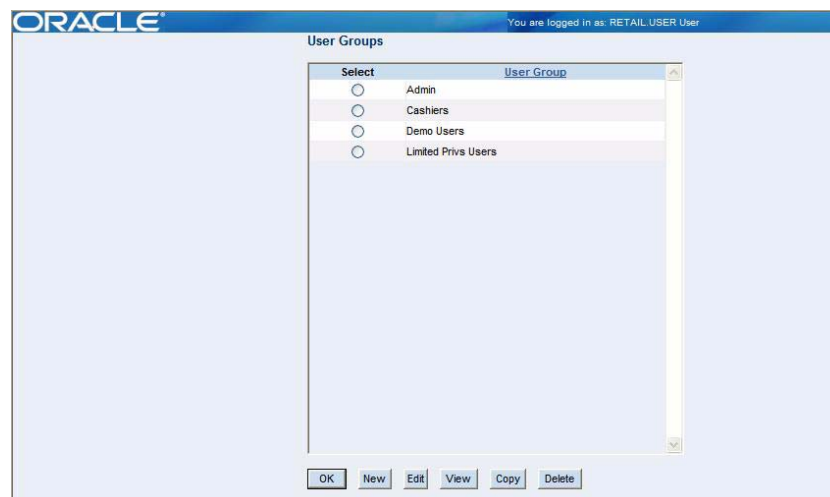 ORACLE®
You are logged in as: RETAIL.USER User
User Groups
Select User Group
Admin
Cashiers
Demo Users
Limited Privs Users
OK New Edit View Copy Delete